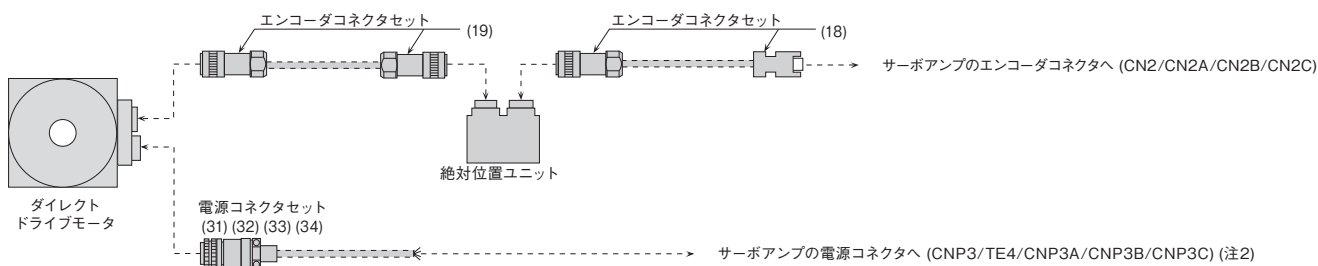 エンコーダコネクタセット
(19)
エンコーダコネクタセット
(18)
サーボアンプのエンコーダコネクタへ (CN2/CN2A/CN2B/CN2C)
絶対位置ユニット
ダイレクト
ドライブモータ
電源コネクタセット
(31) (32) (33) (34)
サーボアンプの電源コネクタへ (CNP3/TE4/CNP3A/CNP3B/CNP3C) (注2)